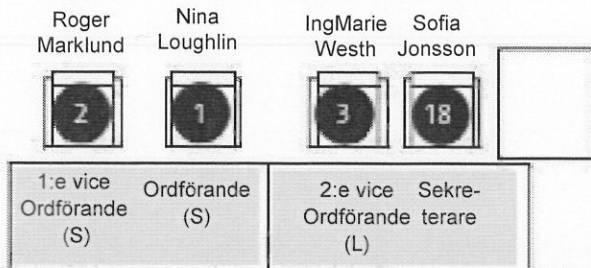 Roger
Marklund
Nina
Loughlin
IngMarie
Westh
Sofia
Jonsson
2
1
3
18
1:e vice
Ordförande
(S)
Ordförande
(S)
2:e vice
Ordförande
(L)
Sekre-
terare